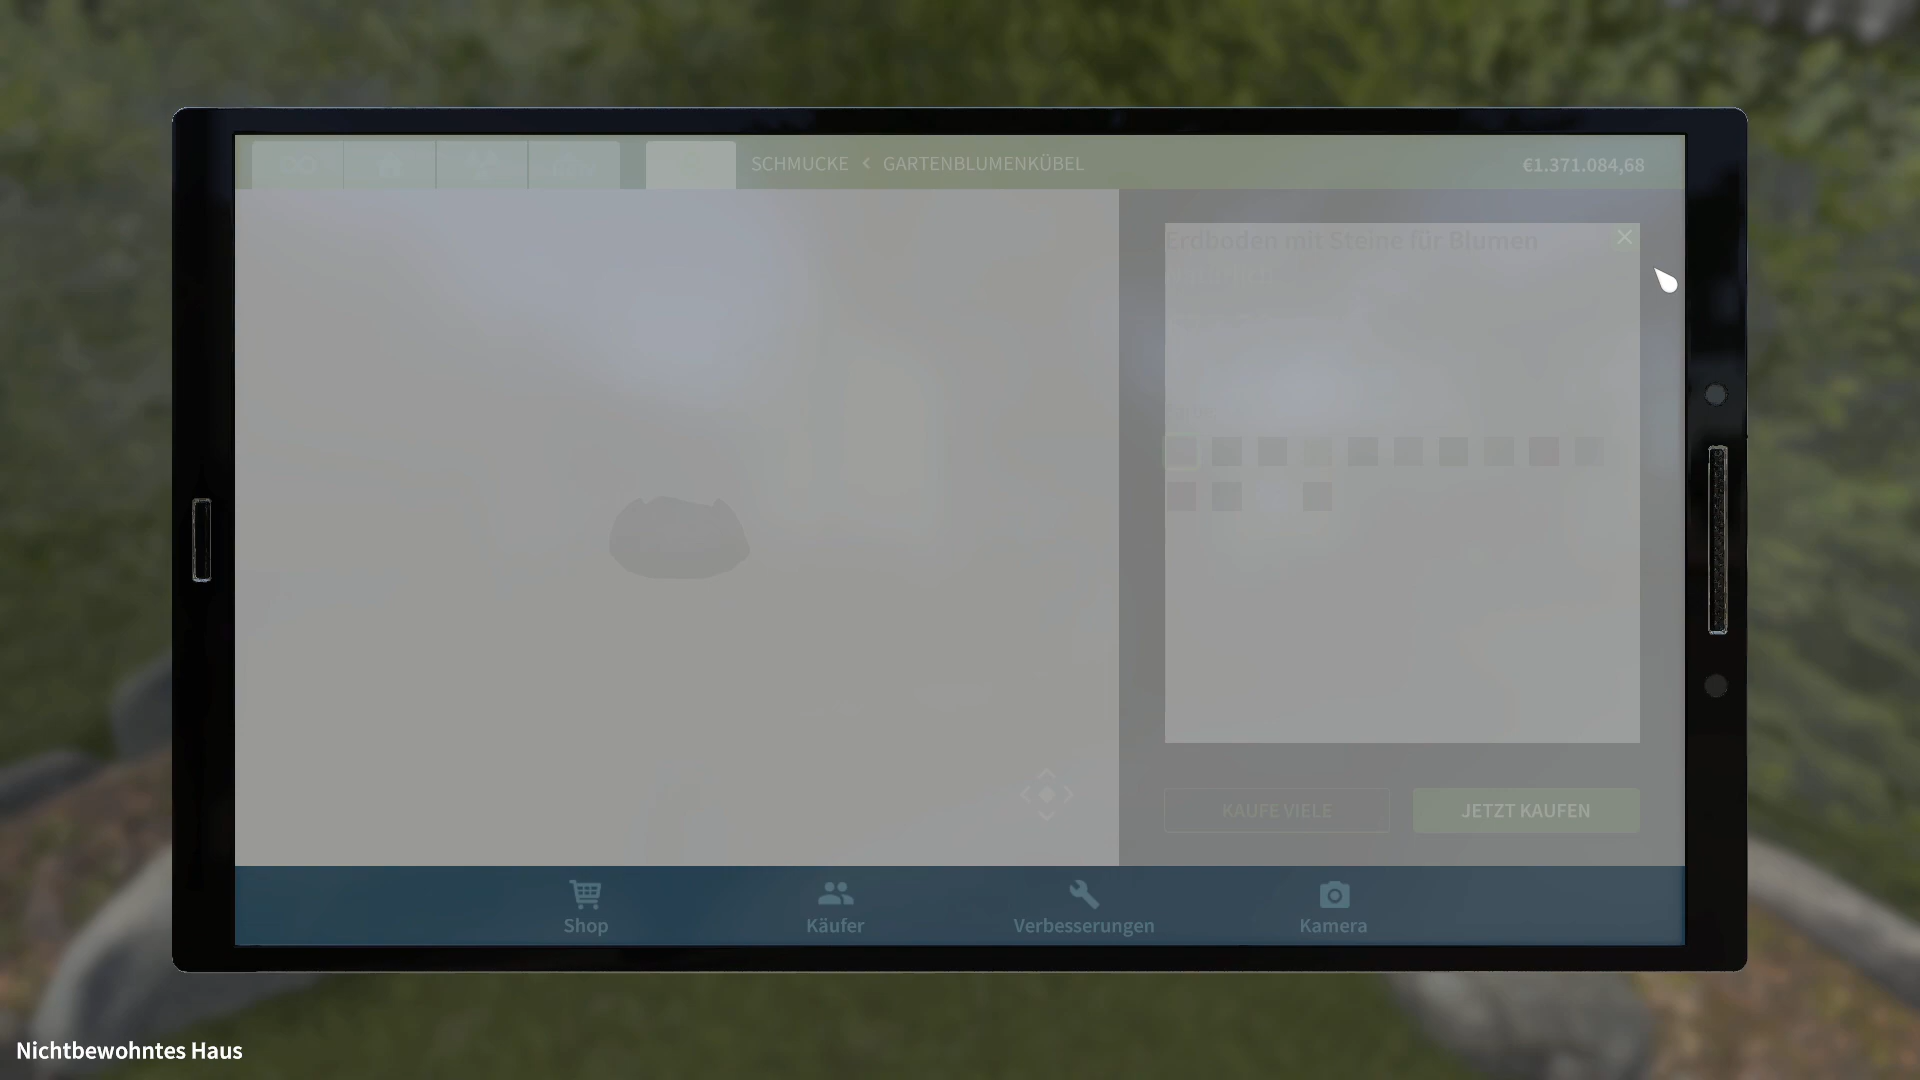 SCHMUCKE < GARTENBLUMENKÜBEL
€1.371.084,68
Erdboden mit Steine für Blumen
KAUFE VIELE
JETZT KAUFEN
Shop
Käufer
Verbesserungen
Kamera
Nichtbewohntes Haus